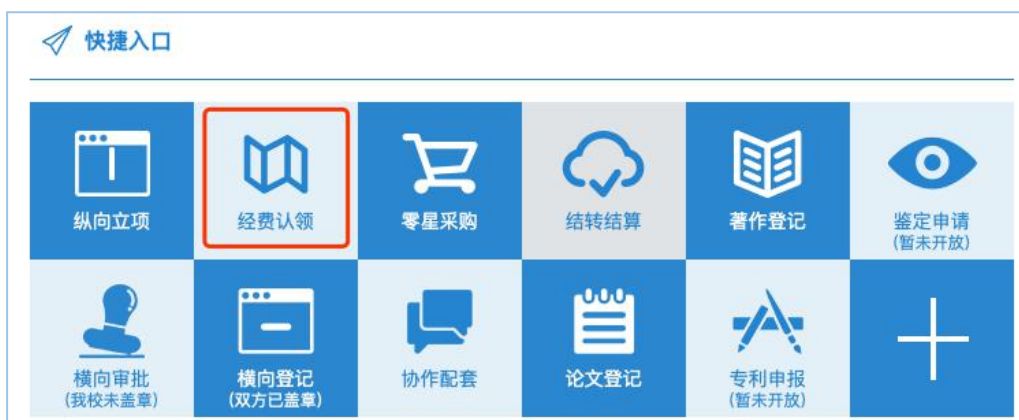 快捷入口
纵向立项
经费认领
零星采购
结转结算
著作登记
鉴定申请
(暂未开放)
横向审批
(我校未盖章)
横向登记
(双方已盖章)
协作配套
论文登记
专利申报
(暂未开放)